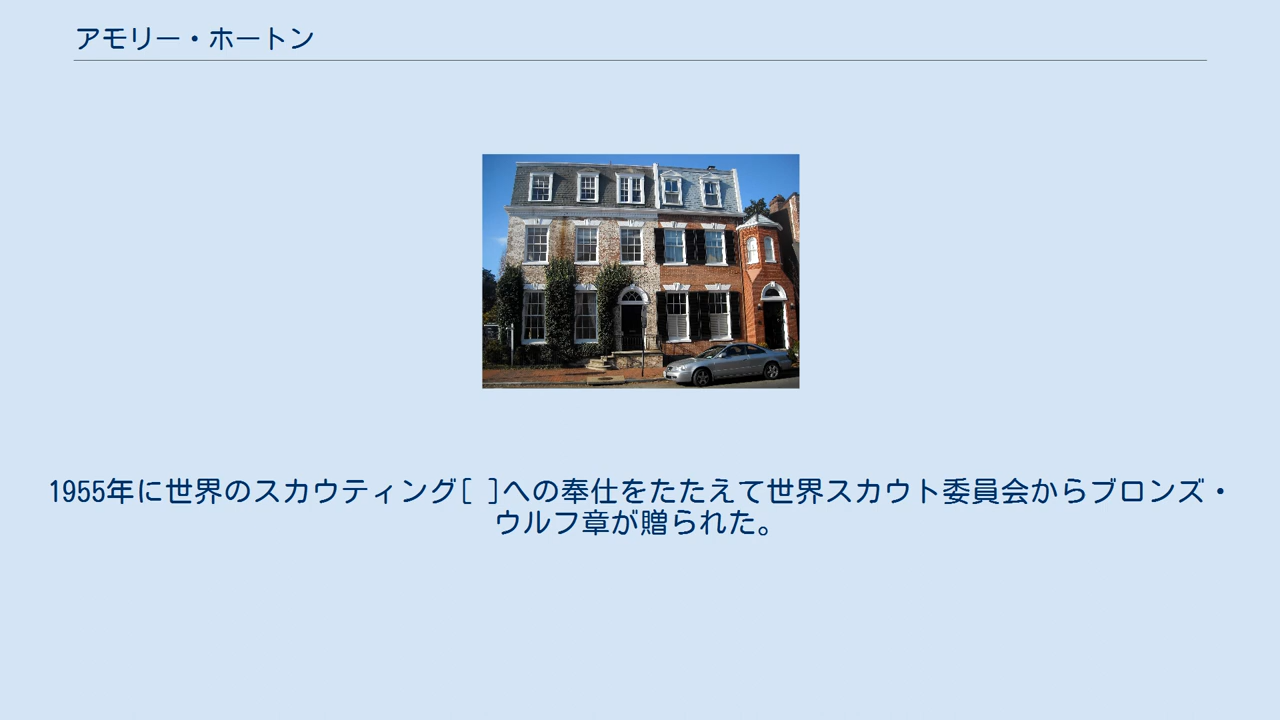 アモリー・ホートン
1955年に世界のスカウティング[ ]への奉仕をたたえて世界スカウト委員会からブロンズ・
ウルフ章が贈られた。